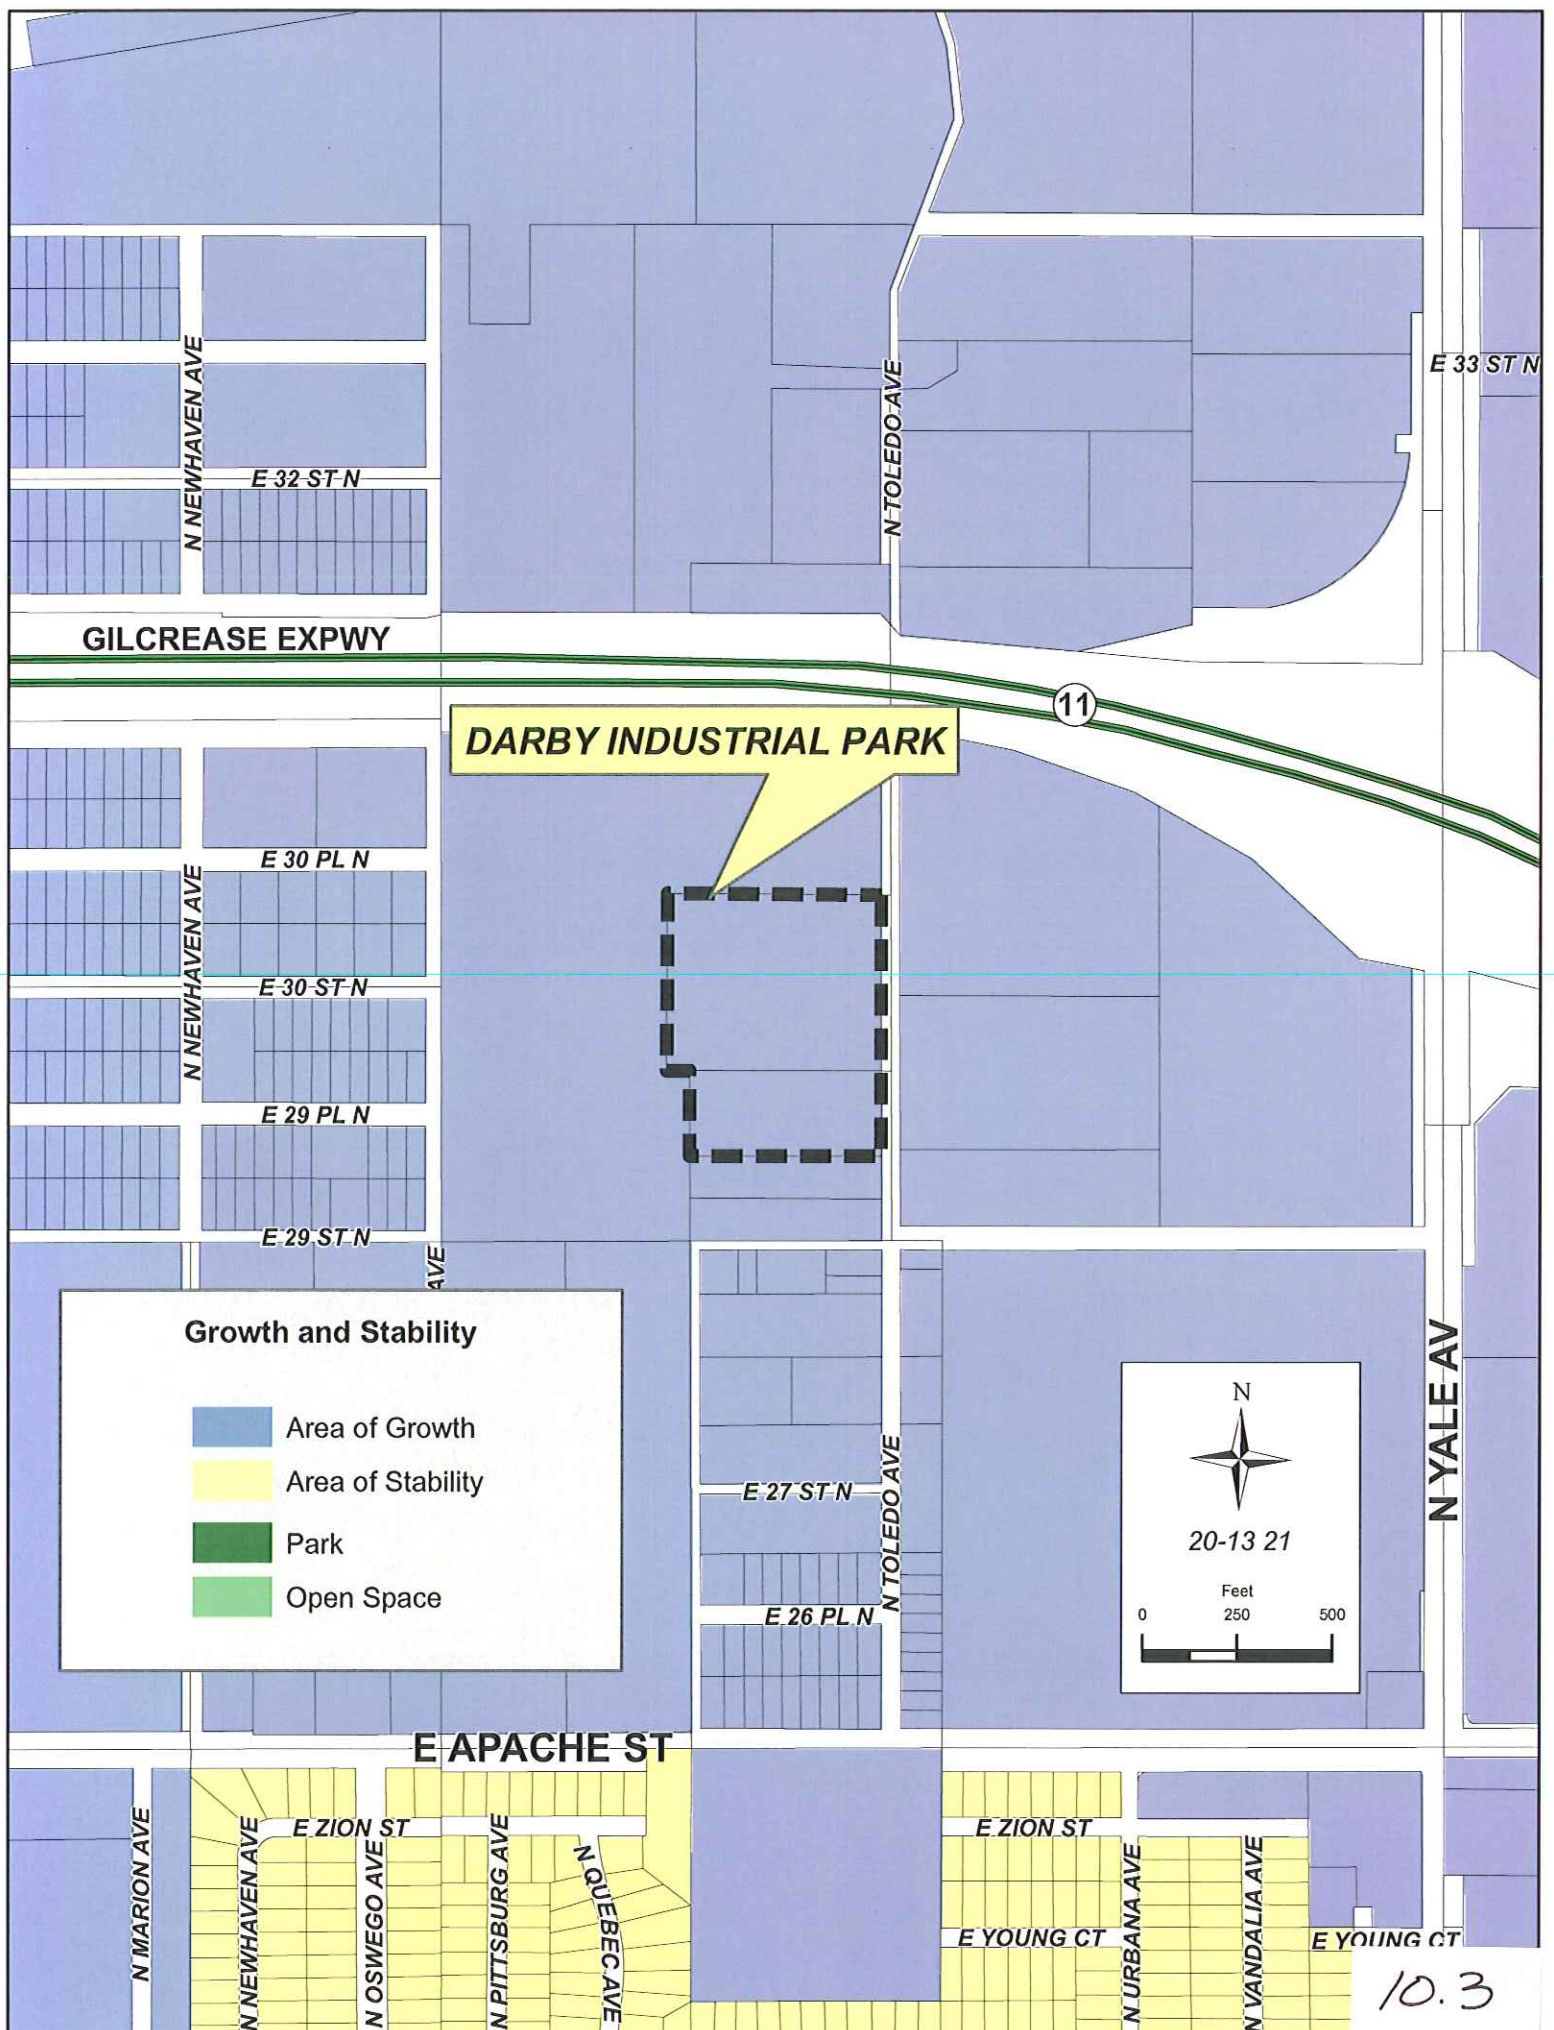 E 33 ST N
N NEWHAVEN AVE
N TOLEDO AVE
E 32 ST N
GILCREASE EXPWY
11
DARBY INDUSTRIAL PARK
E 30 PL N
N NEWHAVEN AVE
E 30 ST N
E 29 PL N
E 29 ST N
AVE
Growth and Stability
Area of Growth
Area of Stability
Park
Open Space
N YALE AV
N
20-13 21
Feet
0 250 500
N TOLEDO AVE
E 27 ST N
E 26 PL N
E APACHE ST
N MARION AVE
E ZION ST
N NEWHAVEN AVE
N OSWEGO AVE
N PITTSBURG AVE
N QUEBEC AVE
E ZION ST
N URBANA AVE
N VANDALIA AVE
E YOUNG CT
E YOUNG CT
10.3